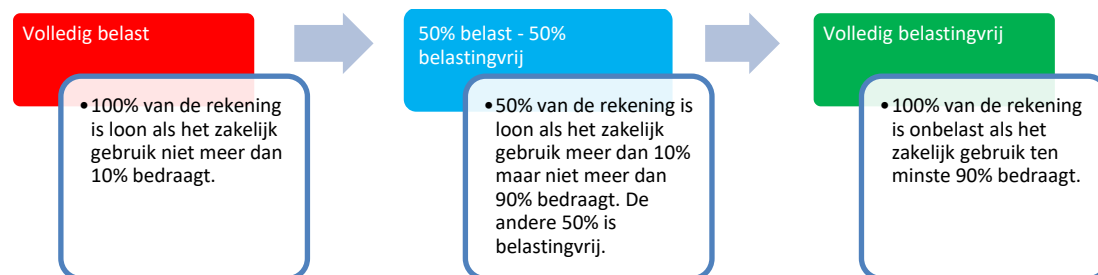 Volledig belast
•100% van de rekening
is loon als het zakelijk
gebruik niet meer dan
10% bedraagt.
50% belast - 50%
belastingvrij
•50% van de rekening is
loon als het zakelijk
gebruik meer dan 10%
maar niet meer dan
90% bedraagt. De
andere 50% is
belastingvrij.
Volledig belastingvrij
•100% van de rekening
is onbelast als het
zakelijk gebruik ten
minste 90% bedraagt.